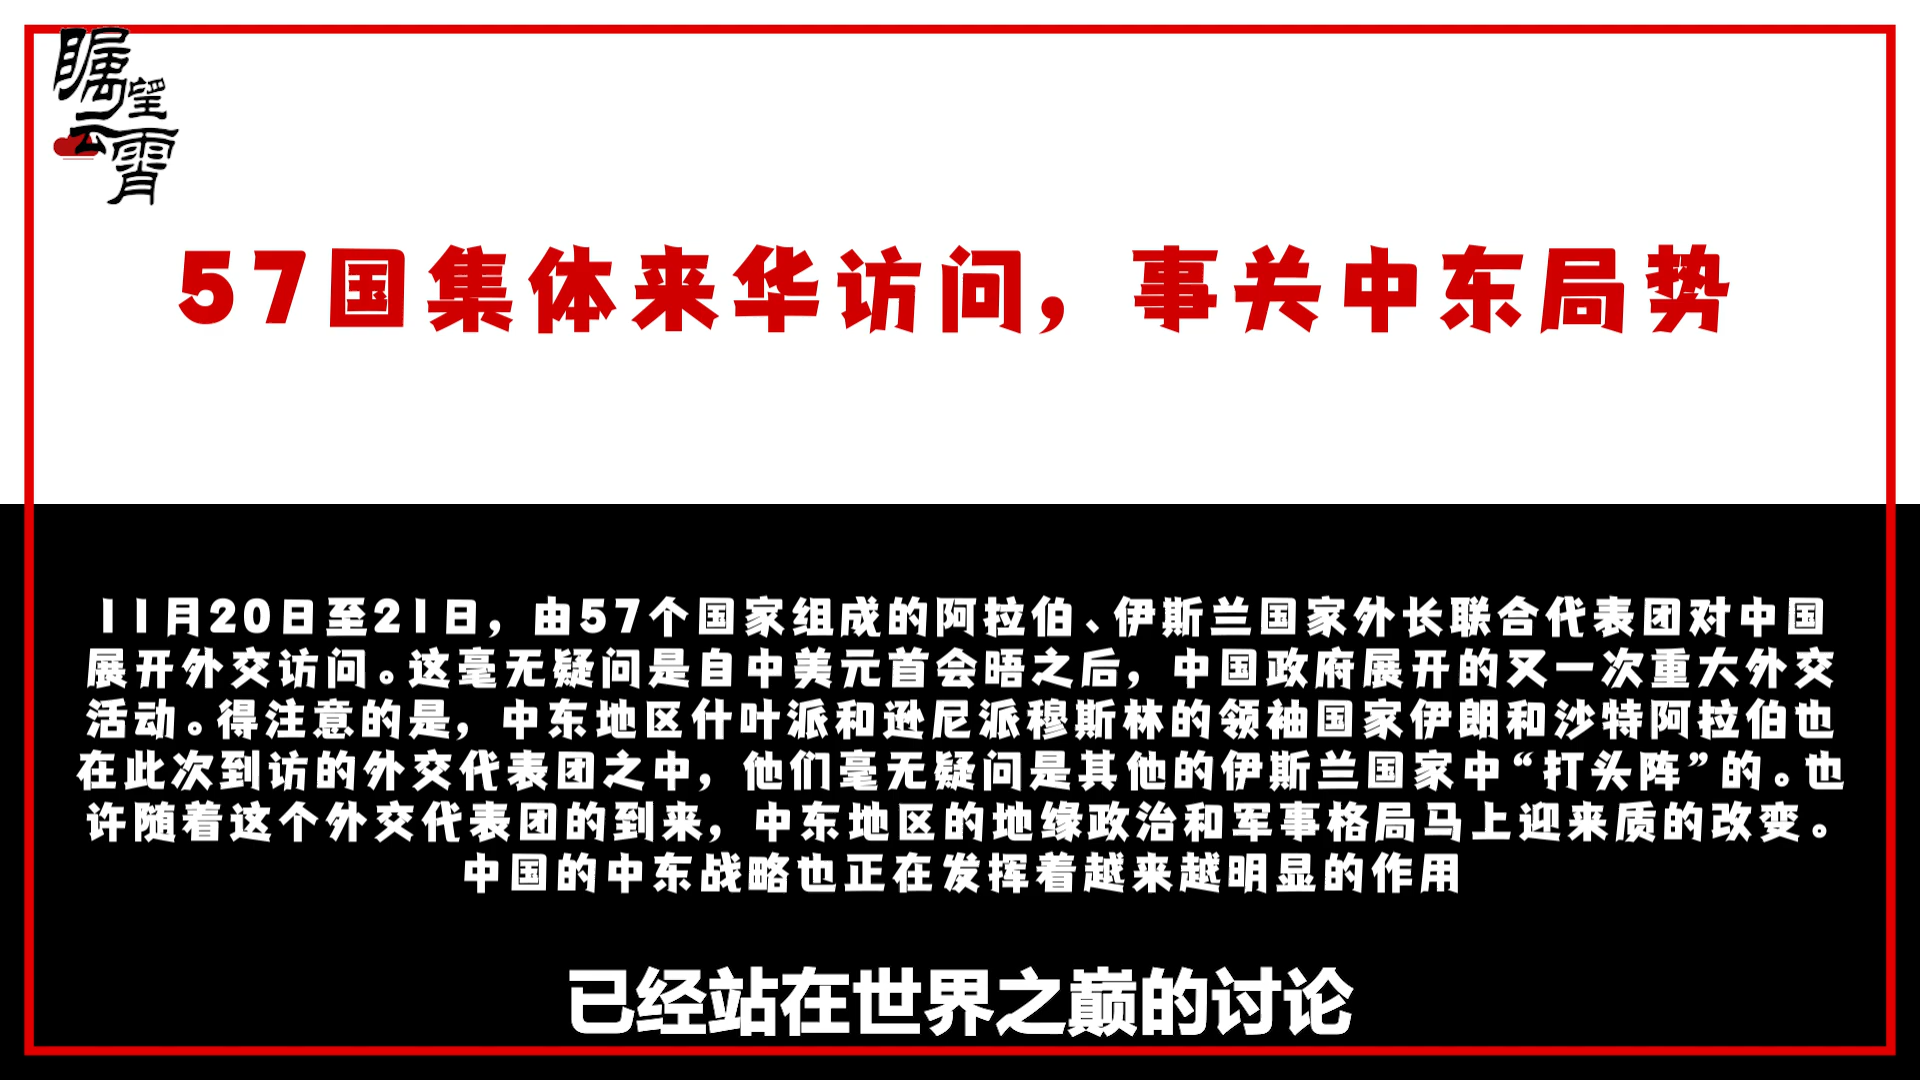 瞩望云霄
57国集体来华访问，事关中东局势
11月20日至21日，由57个国家组成的阿拉伯、伊斯兰国家外长联合代表团对中国
展开外交访问。这毫无疑问是自中美元首会晤之后，中国政府展开的又一次重大外交
活动。得注意的是，中东地区什叶派和逊尼派穆斯林的领袖国家伊朗和沙特阿拉伯也
在此次到访的外交代表团之中，他们毫无疑问是其他的伊斯兰国家中“打头阵”的。也
许随着这个外交代表团的到来，中东地区的地缘政治和军事格局马上迎来质的改变。
中国的中东战略也正在发挥着越来越明显的作用
已经站在世界之巅的讨论